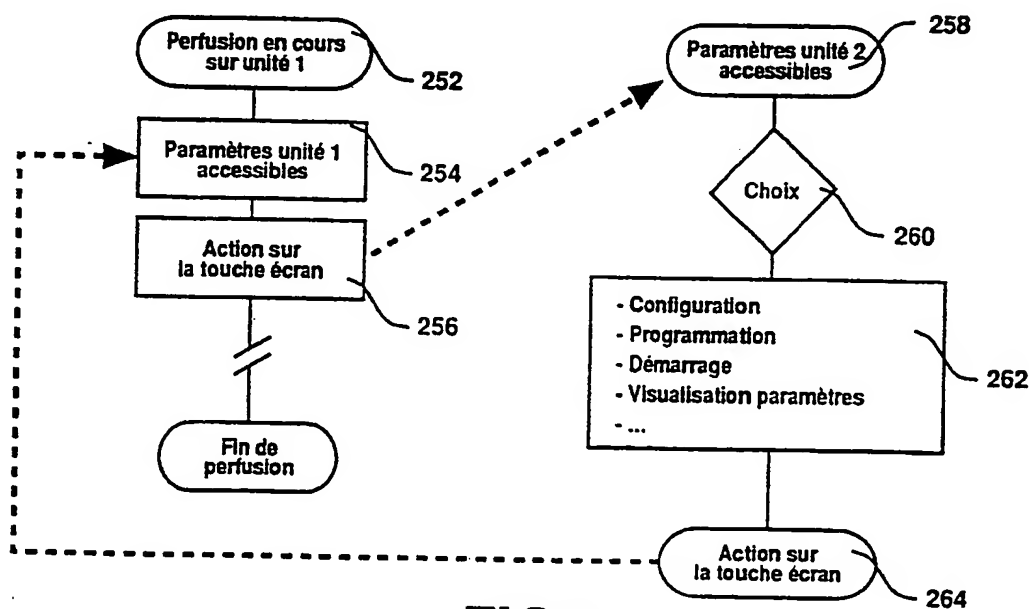 Perfusion en cours
sur unité 1
252
Paramètres unité 1
accessibles
254
Action sur
la touche écran
256
Fin de
perfusion
Paramètres unité 2
accessibles
258
Choix
260
- Configuration
- Programmation
- Démarrage
- Visualisation paramètres
- ...
262
Action sur
la touche écran
264